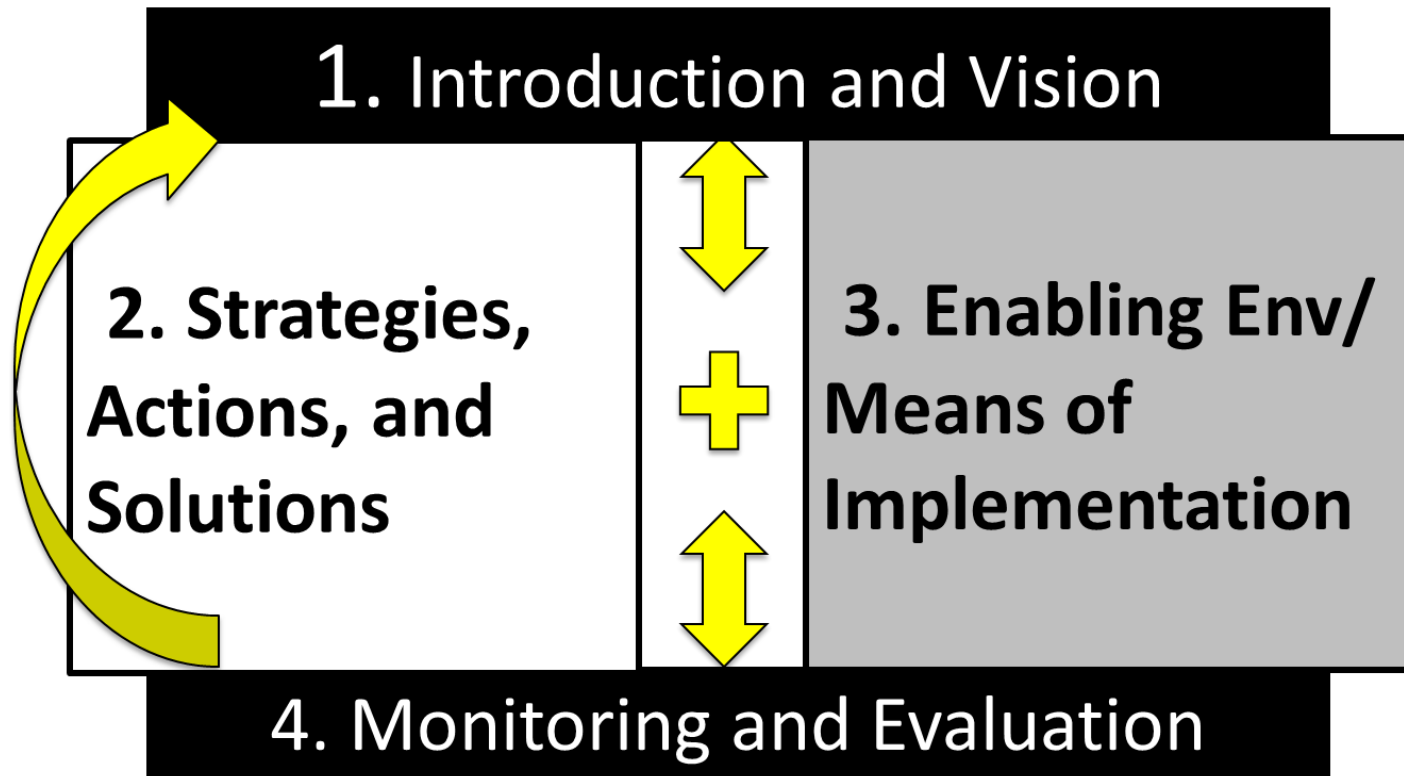 1. Introduction and Vision
2. Strategies,
Actions, and
Solutions
3. Enabling Env/
Means of
Implementation
4. Monitoring and Evaluation